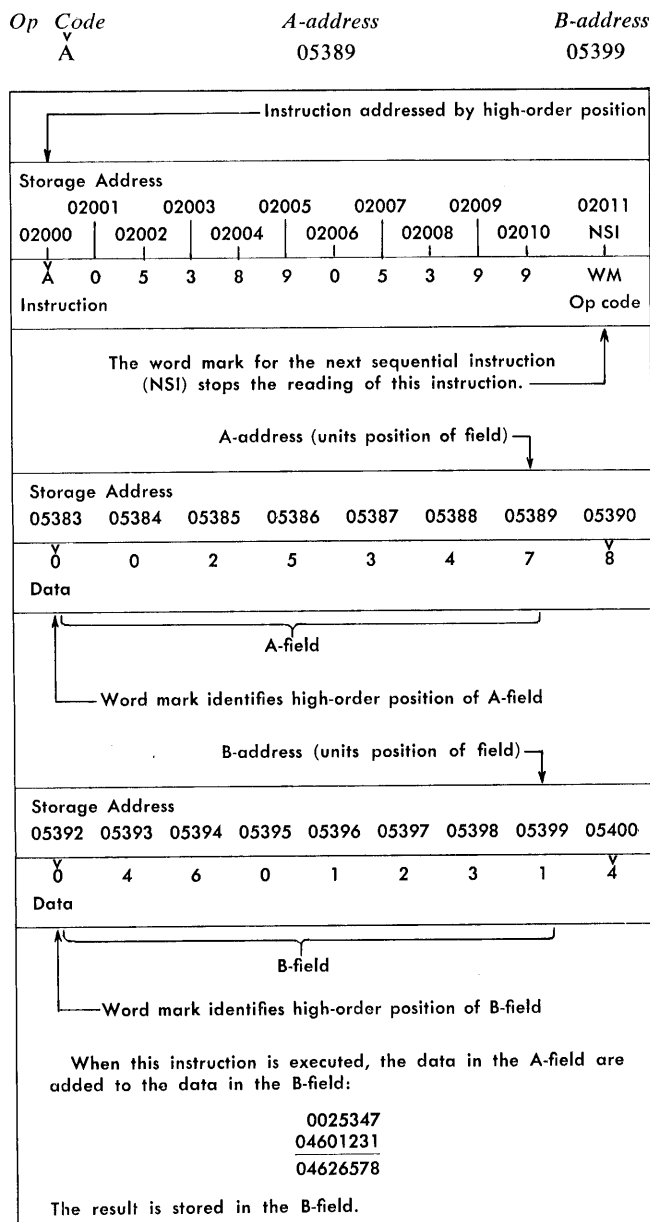 Op Code A-address B-address
v
A 05389 05399
Instruction addressed by high-order position
Storage Address
02001 02003 02005 02007 02009 02011
02000 02002 02004 02006 02008 02010 NSI
v
A 0 5 3 8 9 0 5 3 9 9 WM
Instruction Op code
The word mark for the next sequential instruction
(NSI) stops the reading of this instruction.
A-address (units position of field)
Storage Address
05383 05384 05385 05386 05387 05388 05389 05390
v v
0 0 2 5 3 4 7 8
Data
A-field
Word mark identifies high-order position of A-field
B-address (units position of field)
Storage Address
05392 05393 05394 05395 05396 05397 05398 05399 05400
v v
0 4 6 0 1 2 3 1 4
Data
B-field
Word mark identifies high-order position of B-field
When this instruction is executed, the data in the A-field are
added to the data in the B-field:
0025347
04601231
04626578
The result is stored in the B-field.